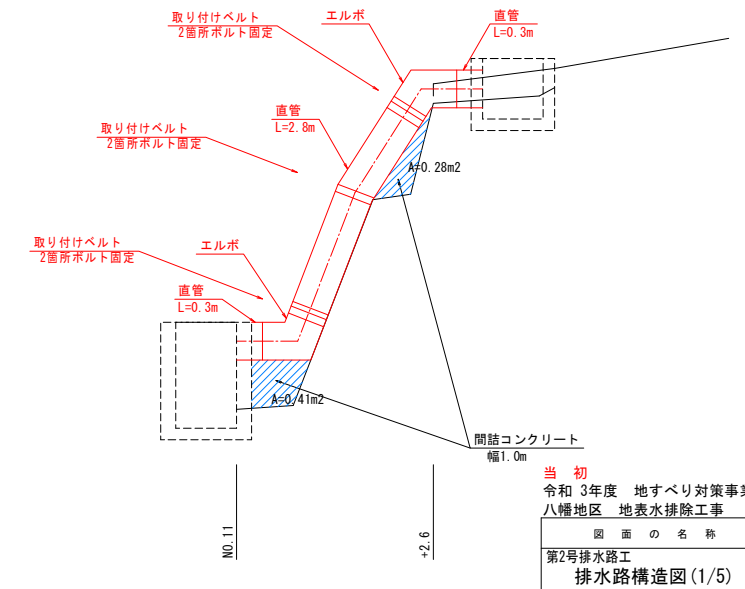 取り付けベルト
2箇所ボルト固定
エルボ
直管
L=0.3m
直管
L=2.8m
取り付けベルト
2箇所ボルト固定
A=0.28m2
取り付けベルト
2箇所ボルト固定
エルボ
直管
L=0.3m
A=0.41m2
間詰コンクリート
幅1.0m
NO.11
+2.6
当 初
令和 3年度 地すべり対策事業
八幡地区 地表水排除工事
図 面 の 名 称
第2号排水路工
排水路構造図(1/5)